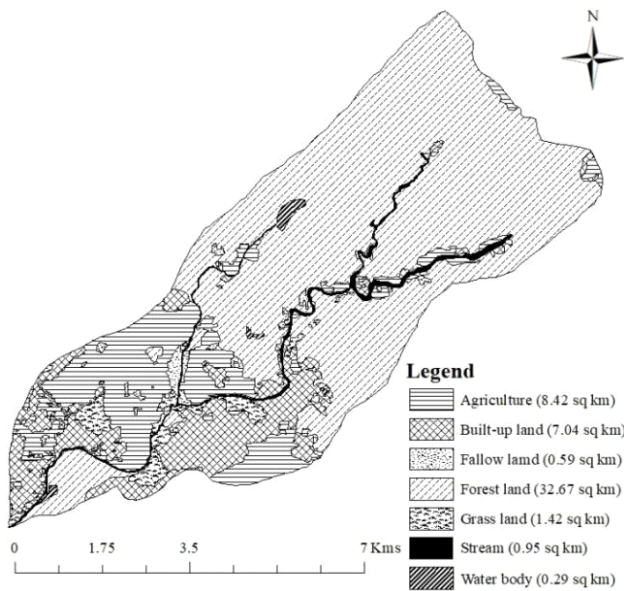 N
Legend
Agriculture (8.42 sq km)
Built-up land (7.04 sq km)
Fallow lamd (0.59 sq km)
Forest land (32.67 sq km)
Grass land (1.42 sq km)
Stream (0.95 sq km)
Water body (0.29 sq km)
0 1.75 3.5 7 Kms